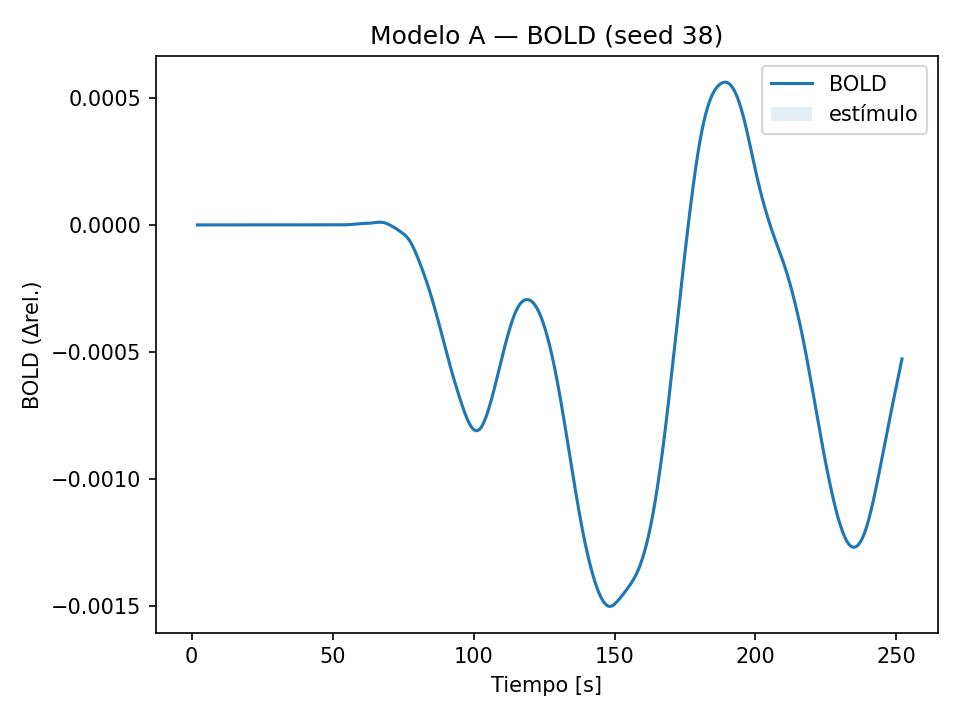 Modelo A — BOLD (seed 38)
BOLD
estímulo
0.0005
0.0000
−0.0005
−0.0010
−0.0015
BOLD (Δrel.)
0 50 100 150 200 250
Tiempo [s]